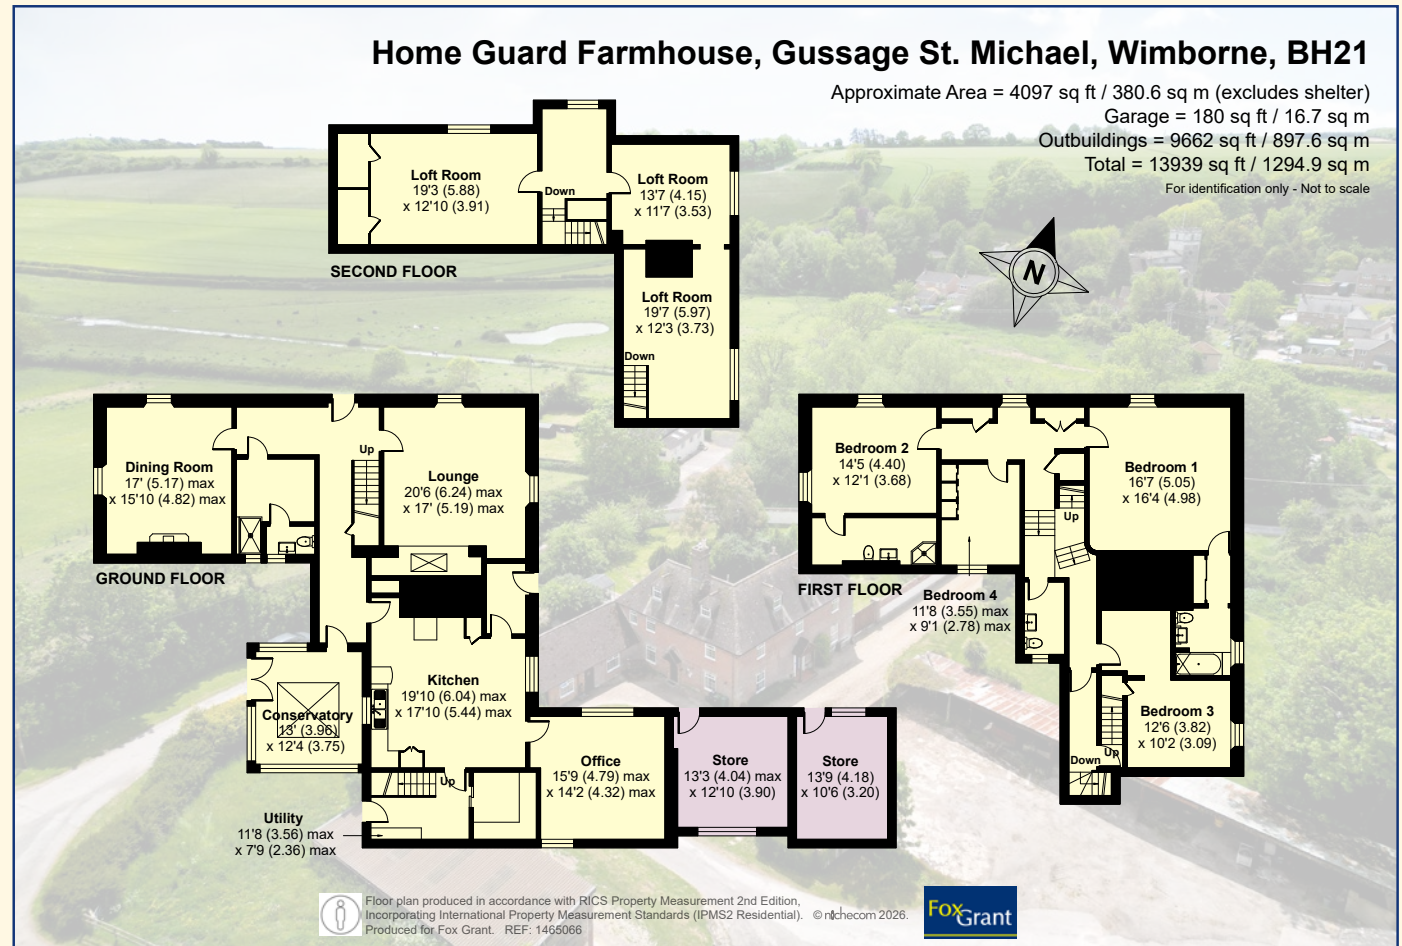 Home Guard Farmhouse, Gussage St. Michael, Wimborne, BH21
Approximate Area = 4097 sq ft / 380.6 sq m (excludes shelter)
Garage = 180 sq ft / 16.7 sq m
Outbuildings = 9662 sq ft / 897.6 sq m
Total = 13939 sq ft / 1294.9 sq m
For identification only - Not to scale
Loft Room
19'3 (5.88)
x 12'10 (3.91)
Down
Loft Room
13'7 (4.15)
x 11'7 (3.53)
SECOND FLOOR
Loft Room
19'7 (5.97)
x 12'3 (3.73)
Down
N
Dining Room
17' (5.17) max
x 15'10 (4.82) max
Up
Lounge
20'6 (6.24) max
x 17' (5.19) max
GROUND FLOOR
Kitchen
19'10 (6.04) max
x 17'10 (5.44) max
Conservatory
13' (3.96)
x 12'4 (3.75)
Up
Utility
11'8 (3.56) max
x 7'9 (2.36) max
Office
15'9 (4.79) max
x 14'2 (4.32) max
Store
13'3 (4.04) max
x 12'10 (3.90)
Store
13'9 (4.18)
x 10'6 (3.20)
Bedroom 2
14'5 (4.40)
x 12'1 (3.68)
Bedroom 1
16'7 (5.05)
x 16'4 (4.98)
Up
FIRST FLOOR
Bedroom 4
11'8 (3.55) max
x 9'1 (2.78) max
Bedroom 3
12'6 (3.82)
x 10'2 (3.09)
Up
Down
Floor plan produced in accordance with RICS Property Measurement 2nd Edition,
Incorporating International Property Measurement Standards (IPMS2 Residential). © nichecom 2026.
Produced for Fox Grant. REF: 1465066
Fox Grant